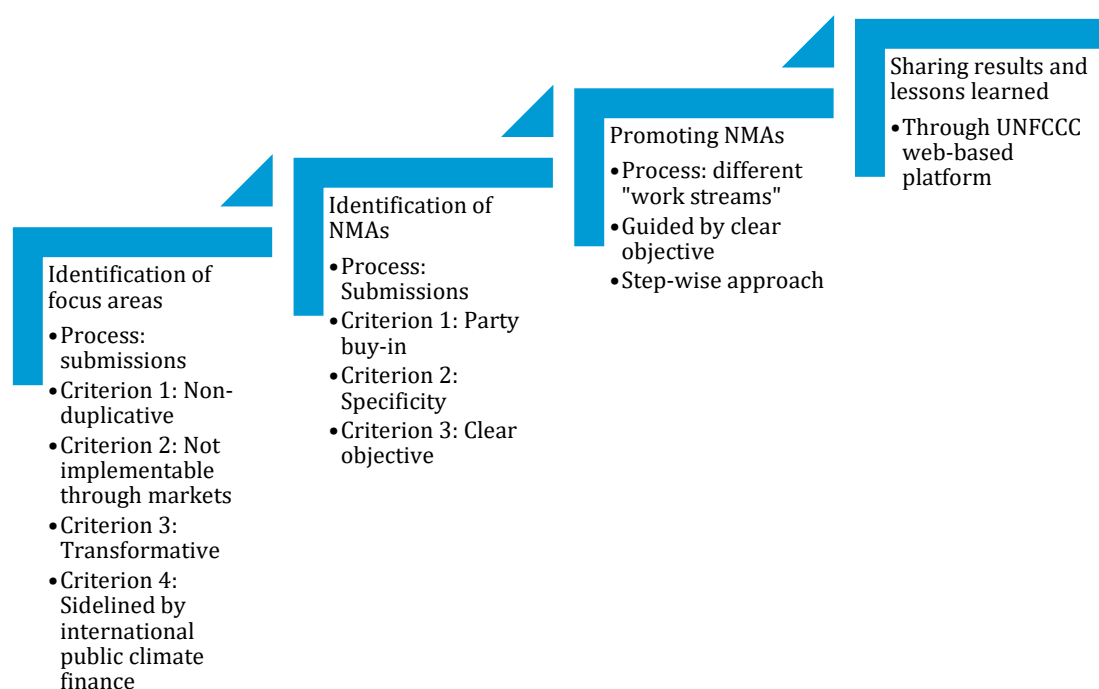 Identification of
focus areas
•Process:
submissions
•Criterion 1: Non-
duplicative
•Criterion 2: Not
implementable
through markets
•Criterion 3:
Transformative
•Criterion 4:
Sidelined by
international
public climate
finance
Identification of
NMAs
•Process:
Submissions
•Criterion 1: Party
buy-in
•Criterion 2:
Specificity
•Criterion 3: Clear
objective
Promoting NMAs
•Process: different
"work streams"
•Guided by clear
objective
•Step-wise approach
Sharing results and
lessons learned
•Through UNFCCC
web-based
platform